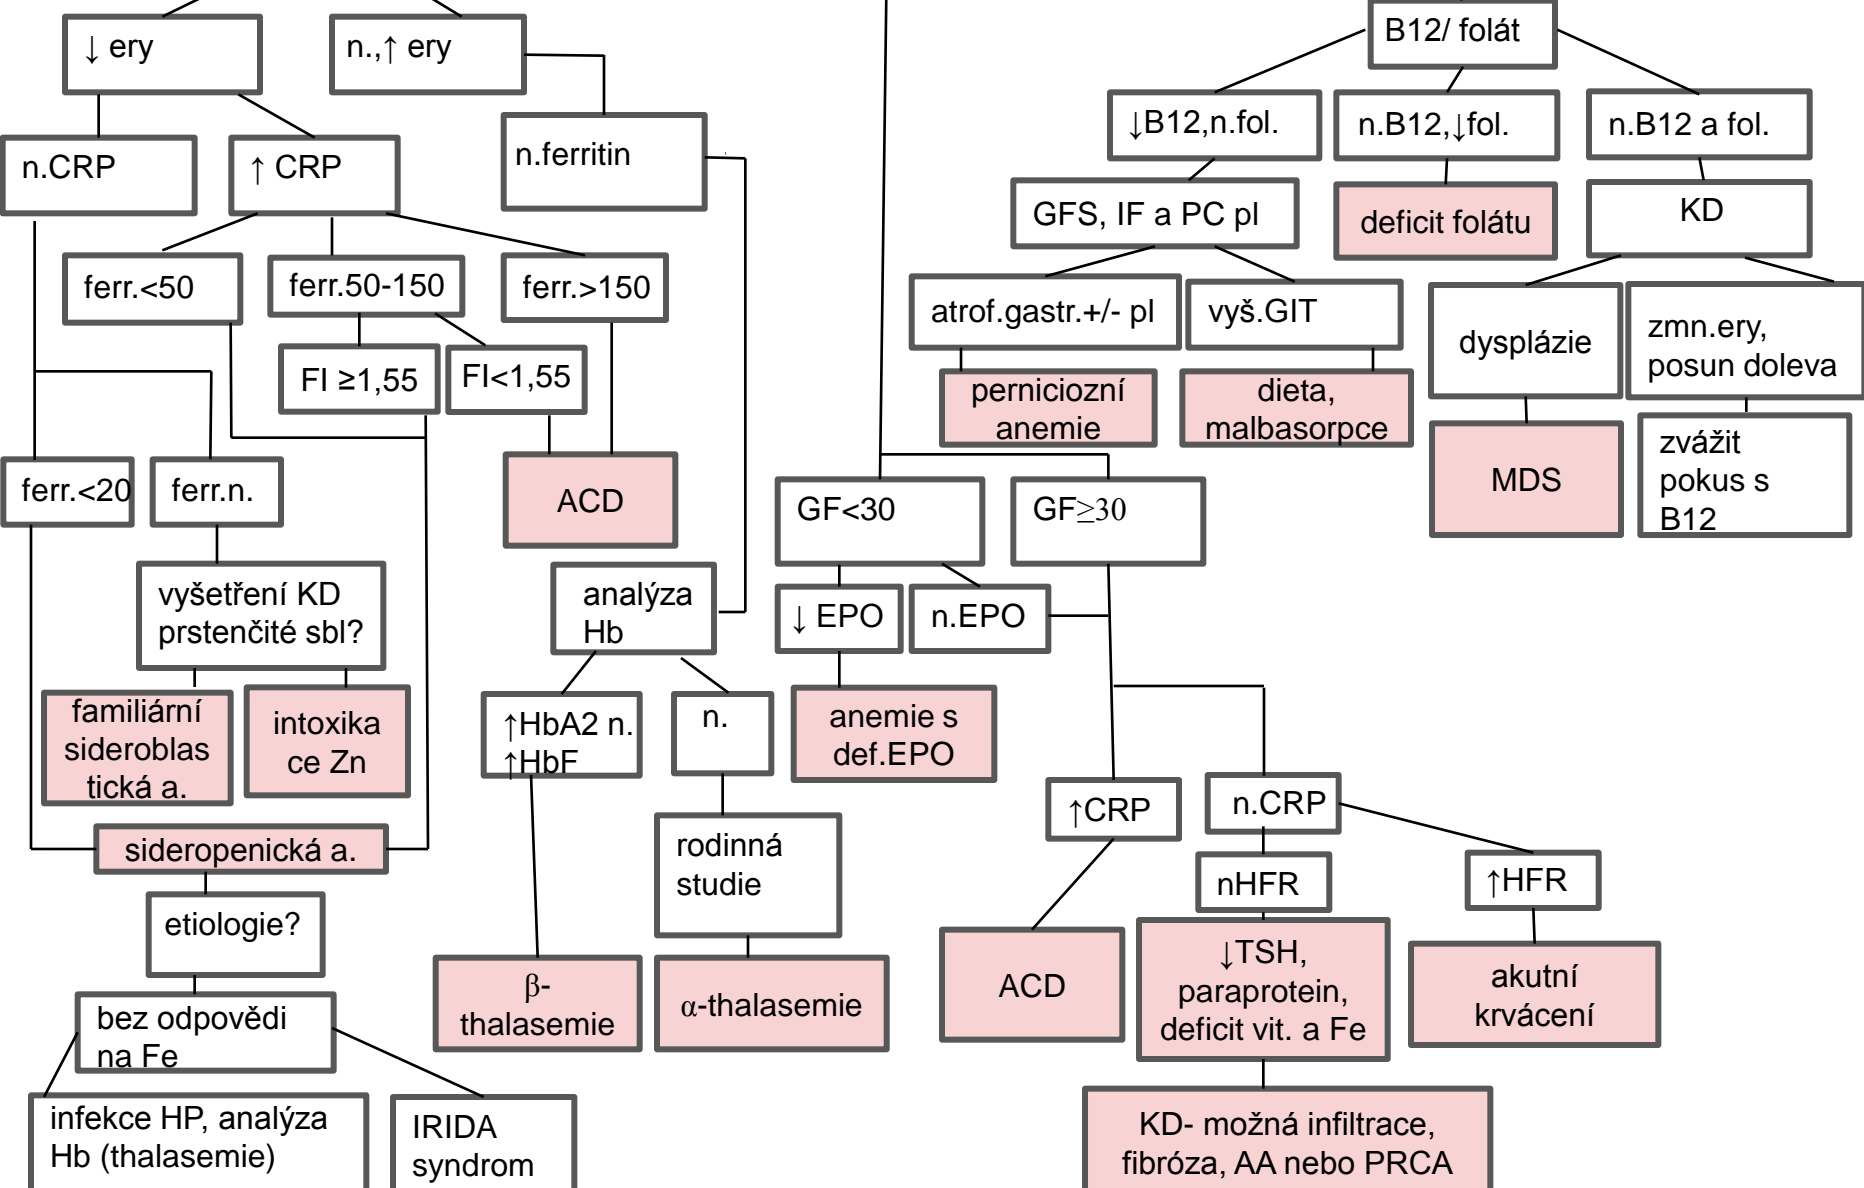 ↓ ery
n.,↑ ery
n.CRP
↑ CRP
n.ferritin
ferr.<50
ferr.50-150
ferr.>150
FI ≥1,55
FI<1,55
ferr.<20
ferr.n.
ACD
vyšetření KD
prstenčité sbl?
familiární
sideroblas
tická a.
intoxika
ce Zn
sideropenická a.
etiologie?
bez odpovědi
na Fe
infekce HP, analýza
Hb (thalasemie)
IRIDA
syndrom
analýza
Hb
↑HbA2 n.
↑HbF
n.
rodinná
studie
β-
thalasemie
α-thalasemie
B12/ folát
↓B12,n.fol.
n.B12,↓fol.
n.B12 a fol.
GFS, IF a PC pl
deficit folátu
KD
atrof.gastr.+/- pl
vyš.GIT
dysplázie
zmn.ery,
posun doleva
perniciozní
anemie
dieta,
malbasorpce
MDS
zvážit
pokus s
B12
GF<30
GF≥30
↓ EPO
n.EPO
anemie s
def.EPO
↑CRP
n.CRP
nHFR
↑HFR
ACD
↓TSH,
paraprotein,
deficit vit. a Fe
akutní
krvácení
KD- možná infiltrace,
fibróza, AA nebo PRCA